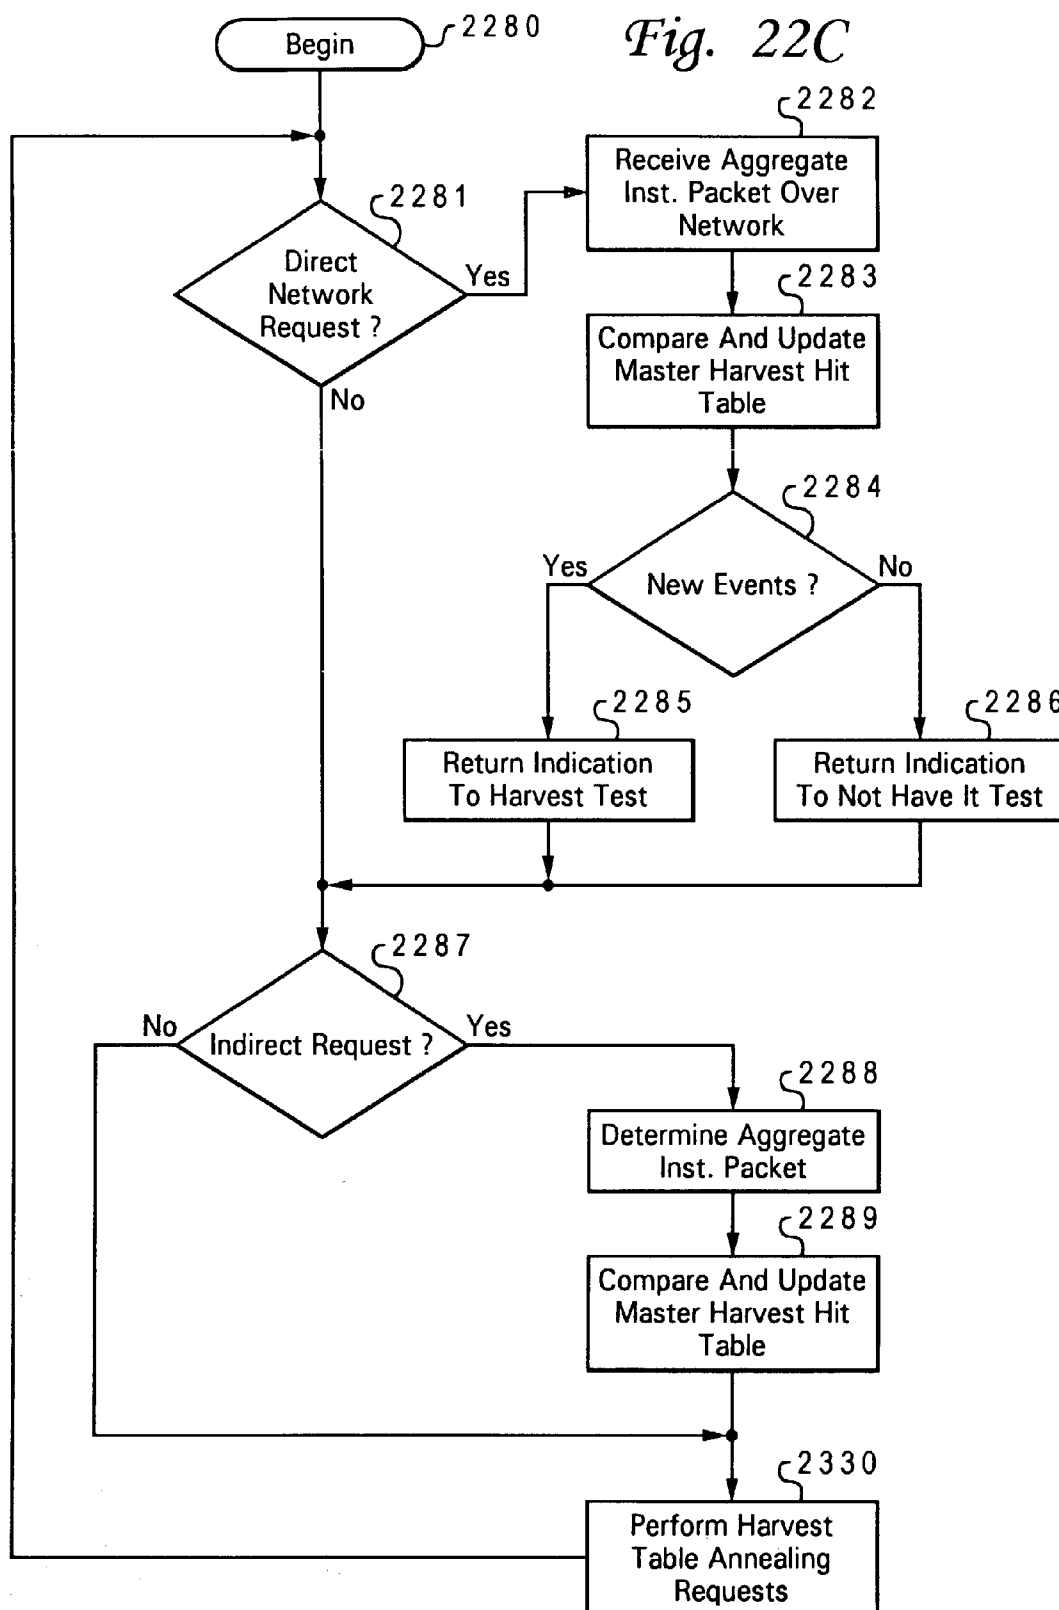 Begin
2280
Fig. 22C
2282
Receive Aggregate
Inst. Packet Over
Network
2281
Direct
Network
Request ?
Yes
No
2283
Compare And Update
Master Harvest Hit
Table
2284
New Events ?
Yes
No
2285
Return Indication
To Harvest Test
2286
Return Indication
To Not Have It Test
2287
Indirect Request ?
No
Yes
2288
Determine Aggregate
Inst. Packet
2289
Compare And Update
Master Harvest Hit
Table
2330
Perform Harvest
Table Annealing
Requests